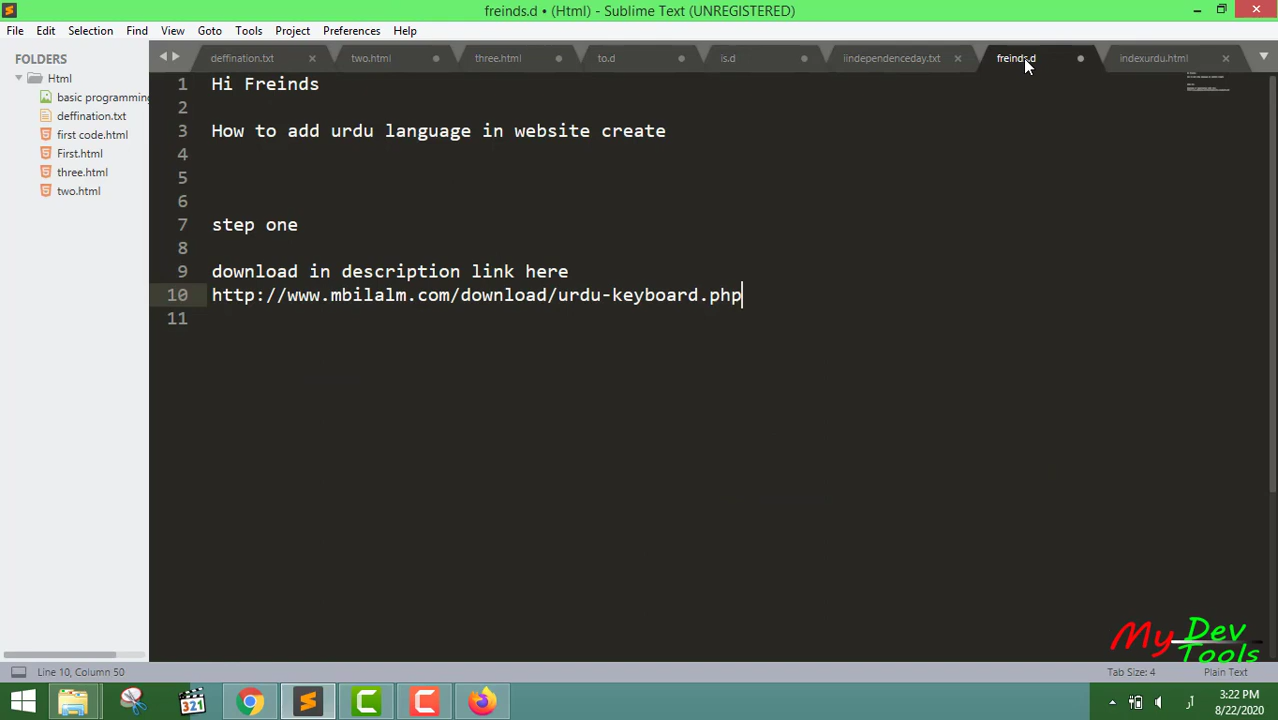 freinds.d • (Html) - Sublime Text (UNREGISTERED)
File Edit Selection Find View Goto Tools Project Preferences Help
FOLDERS
Html
basic programming
deffination.txt
first code.html
First.html
three.html
two.html
deffination.txt two.html three.html to.d is.d iindependenceday.txt freinds.d indexurdu.html
1 Hi Freinds
2
3 How to add urdu language in website create
4
5
6
7 step one
8
9 download in description link here
10 http://www.mbilalm.com/download/urdu-keyboard.php
11
My Dev Tools
Line 10, Column 50 Tab Size: 4 Plain Text
321
3:22 PM
8/22/2020